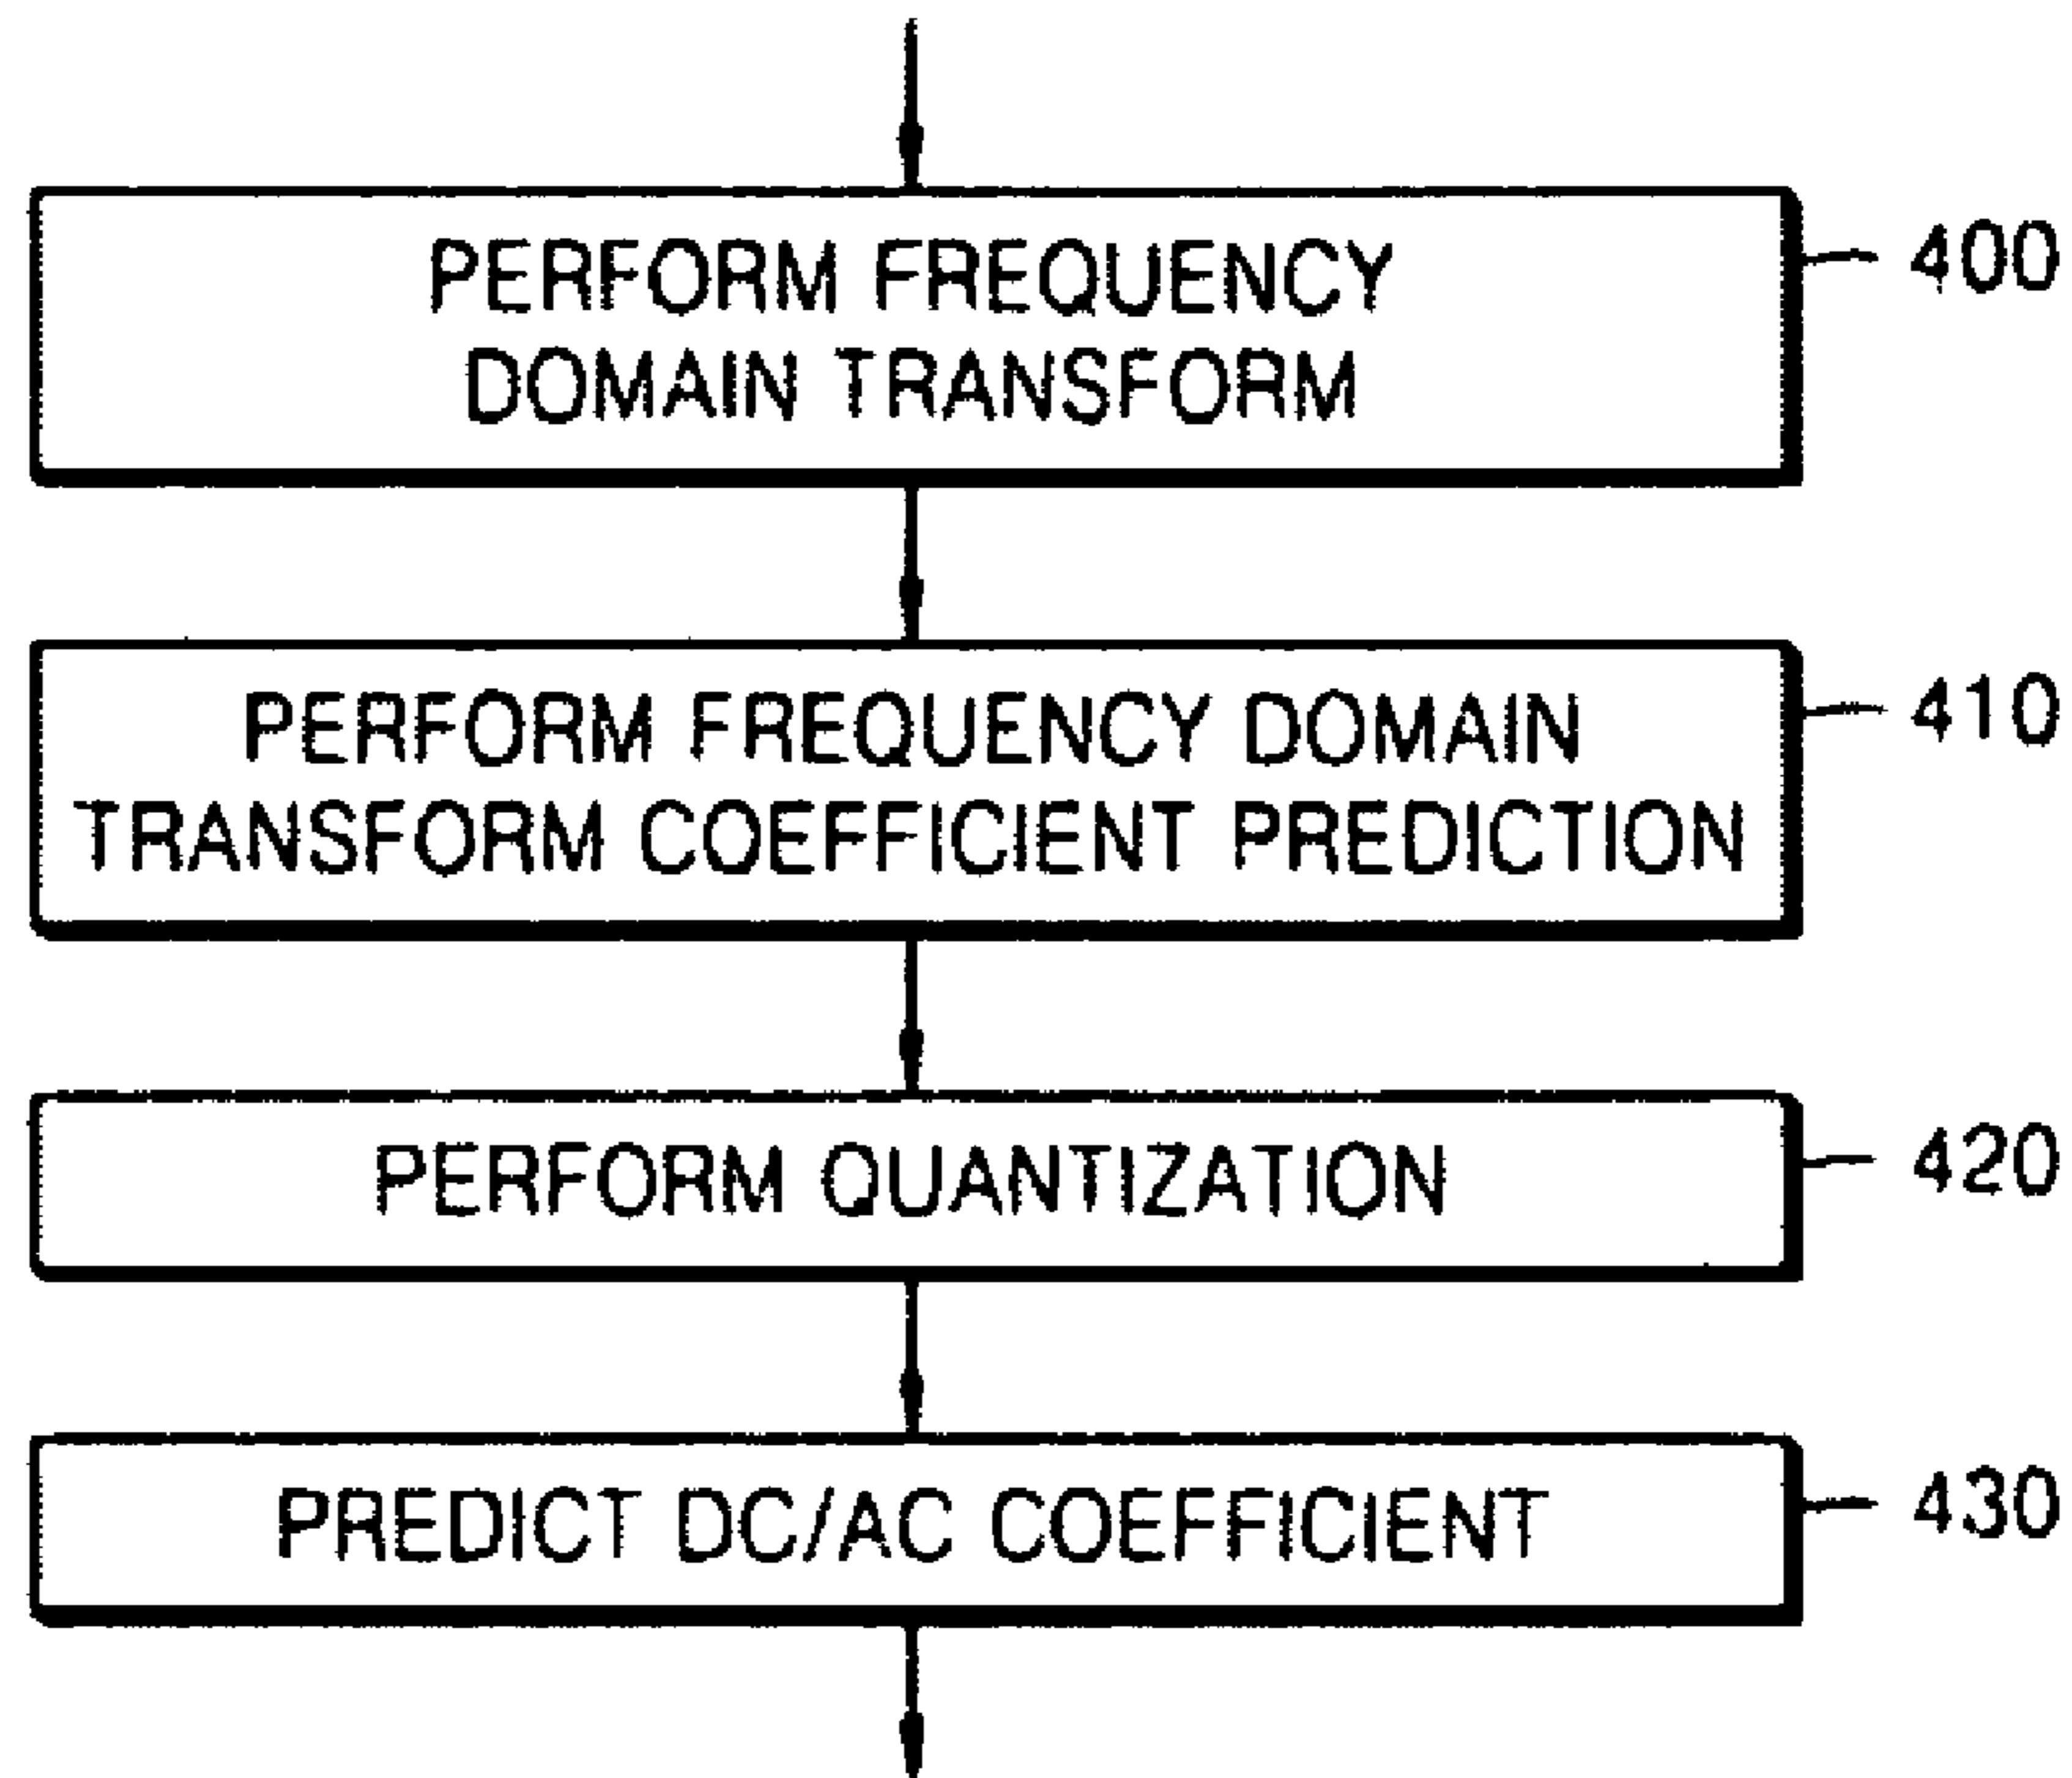 PERFORM FREQUENCY
DOMAIN TRANSFORM
400
PERFORM FREQUENCY DOMAIN
TRANSFORM COEFFICIENT PREDICTION
410
PERFORM QUANTIZATION
420
PREDICT DC/AC COEFFICIENT
430